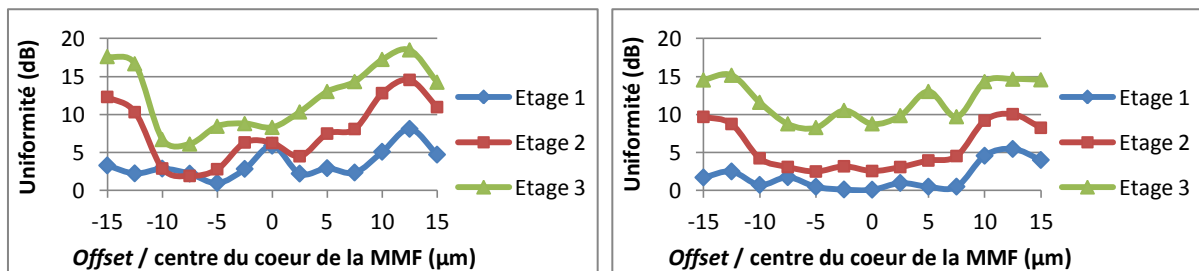 Uniformité (dB)
20
15
10
5
0
-15 -10 -5 0 5 10 15
Offset / centre du coeur de la MMF (µm)
Etage 1
Etage 2
Etage 3
Uniformité (dB)
20
15
10
5
0
-15 -10 -5 0 5 10 15
Offset / centre du coeur de la MMF (µm)
Etage 1
Etage 2
Etage 3